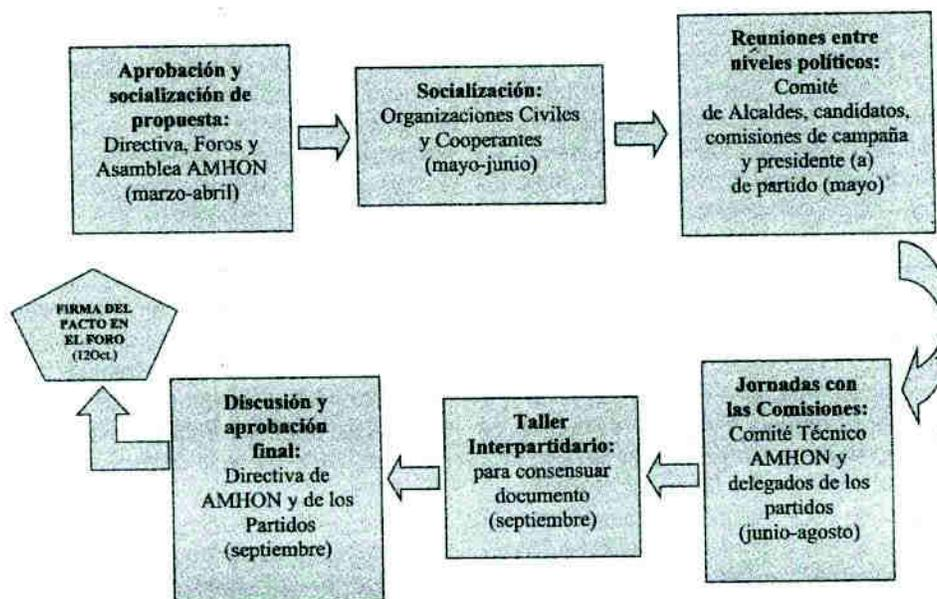 Aprobación y
socialización de
propuesta:
Directiva, Foros y
Asamblea AMHON
(marzo-abril)
Socialización:
Organizaciones Civiles
y Cooperantes
(mayo-junio)
Reuniones entre
niveles políticos:
Comité
de Alcaldes, candidatos,
comisiones de campaña
y presidente (a)
de partido (mayo)
Jornadas con
las Comisiones:
Comité Técnico
AMHON y
delegados de los
partidos
(junio-agosto)
Taller
Interpartidario:
para consensuar
documento
(septiembre)
Discusión y
aprobación
final:
Directiva de
AMHON y de los
Partidos
(septiembre)
FIRMA DEL
PACTO EN
EL FORO
(12Oct.)